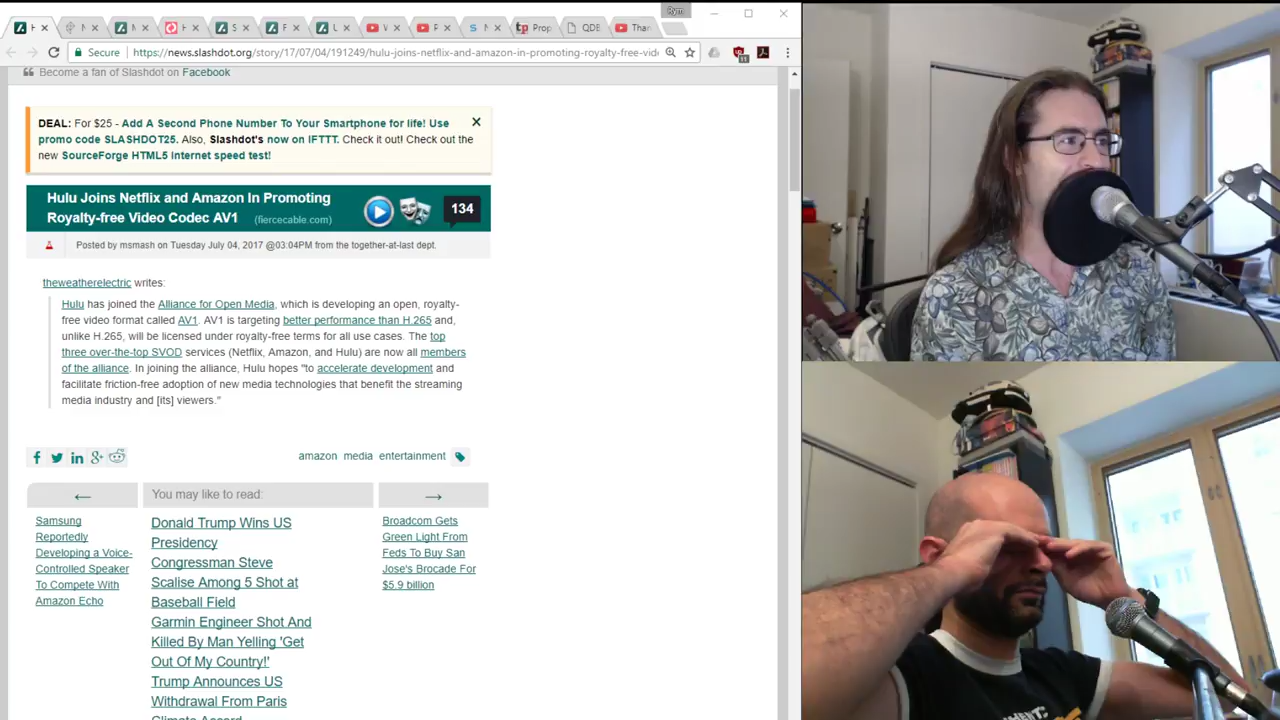 Rym
QDB
Prop
Than
Secure
https://news.slashdot.org/story/17/07/04/191249/hulu-joins-netflix-and-amazon-in-promoting-royalty-free-vide
11
Become a fan of Slashdot on Facebook
DEAL: For $25 - Add A Second Phone Number To Your Smartphone for life! Use
promo code SLASHDOT25. Also, Slashdot's now on IFTTT. Check it out! Check out the
new SourceForge HTML5 internet speed test!
Hulu Joins Netflix and Amazon In Promoting
Royalty-free Video Codec AV1 (fiercecable.com)
134
Posted by msmash on Tuesday July 04, 2017 @03:04PM from the together-at-last dept.
theweatherelectric writes:
Hulu has joined the Alliance for Open Media, which is developing an open, royalty-
free video format called AV1. AV1 is targeting better performance than H.265 and,
unlike H.265, will be licensed under royalty-free terms for all use cases. The top
three over-the-top SVOD services (Netflix, Amazon, and Hulu) are now all members
of the alliance. In joining the alliance, Hulu hopes "to accelerate development and
facilitate friction-free adoption of new media technologies that benefit the streaming
media industry and [its] viewers."
amazon media entertainment
You may like to read:
Samsung
Reportedly
Developing a Voice-
Controlled Speaker
To Compete With
Amazon Echo
Donald Trump Wins US
Presidency
Congressman Steve
Scalise Among 5 Shot at
Baseball Field
Garmin Engineer Shot And
Killed By Man Yelling 'Get
Out Of My Country!'
Trump Announces US
Withdrawal From Paris
Climate Accord
Broadcom Gets
Green Light From
Feds To Buy San
Jose's Brocade For
$5.9 billion